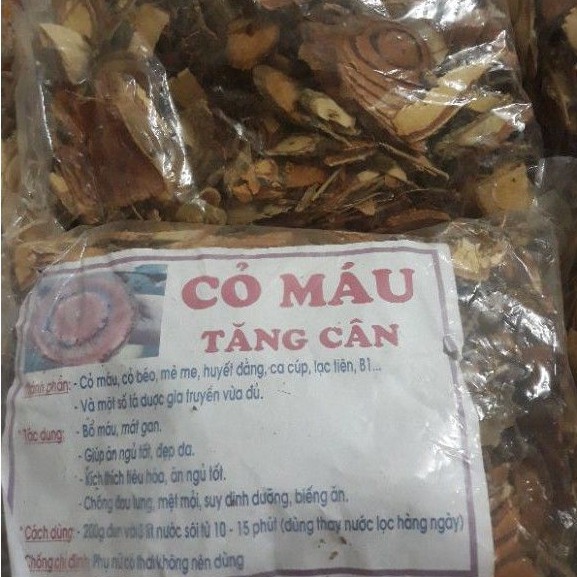 CỎ MÁU
TĂNG CÂN
Thành phần: - Cỏ máu, cỏ béo, mè me, huyết đằng, ca cúp, lạc tiên, B1...
- Và một số lá dược gia truyền vừa đủ.
* Tác dụng: - Bổ máu, mát gan.
- Giúp ăn ngủ tốt, đẹp da.
- Kích thích tiêu hóa, ăn ngủ tốt.
- Chống đau lưng, mệt mỏi, suy dinh dưỡng, biếng ăn.
* Cách dùng: - 200g đun với 3 lít nước sôi từ 10 - 15 phút (dùng thay nước lọc hàng ngày)
Chống chỉ định: Phụ nữ có thai không nên dùng